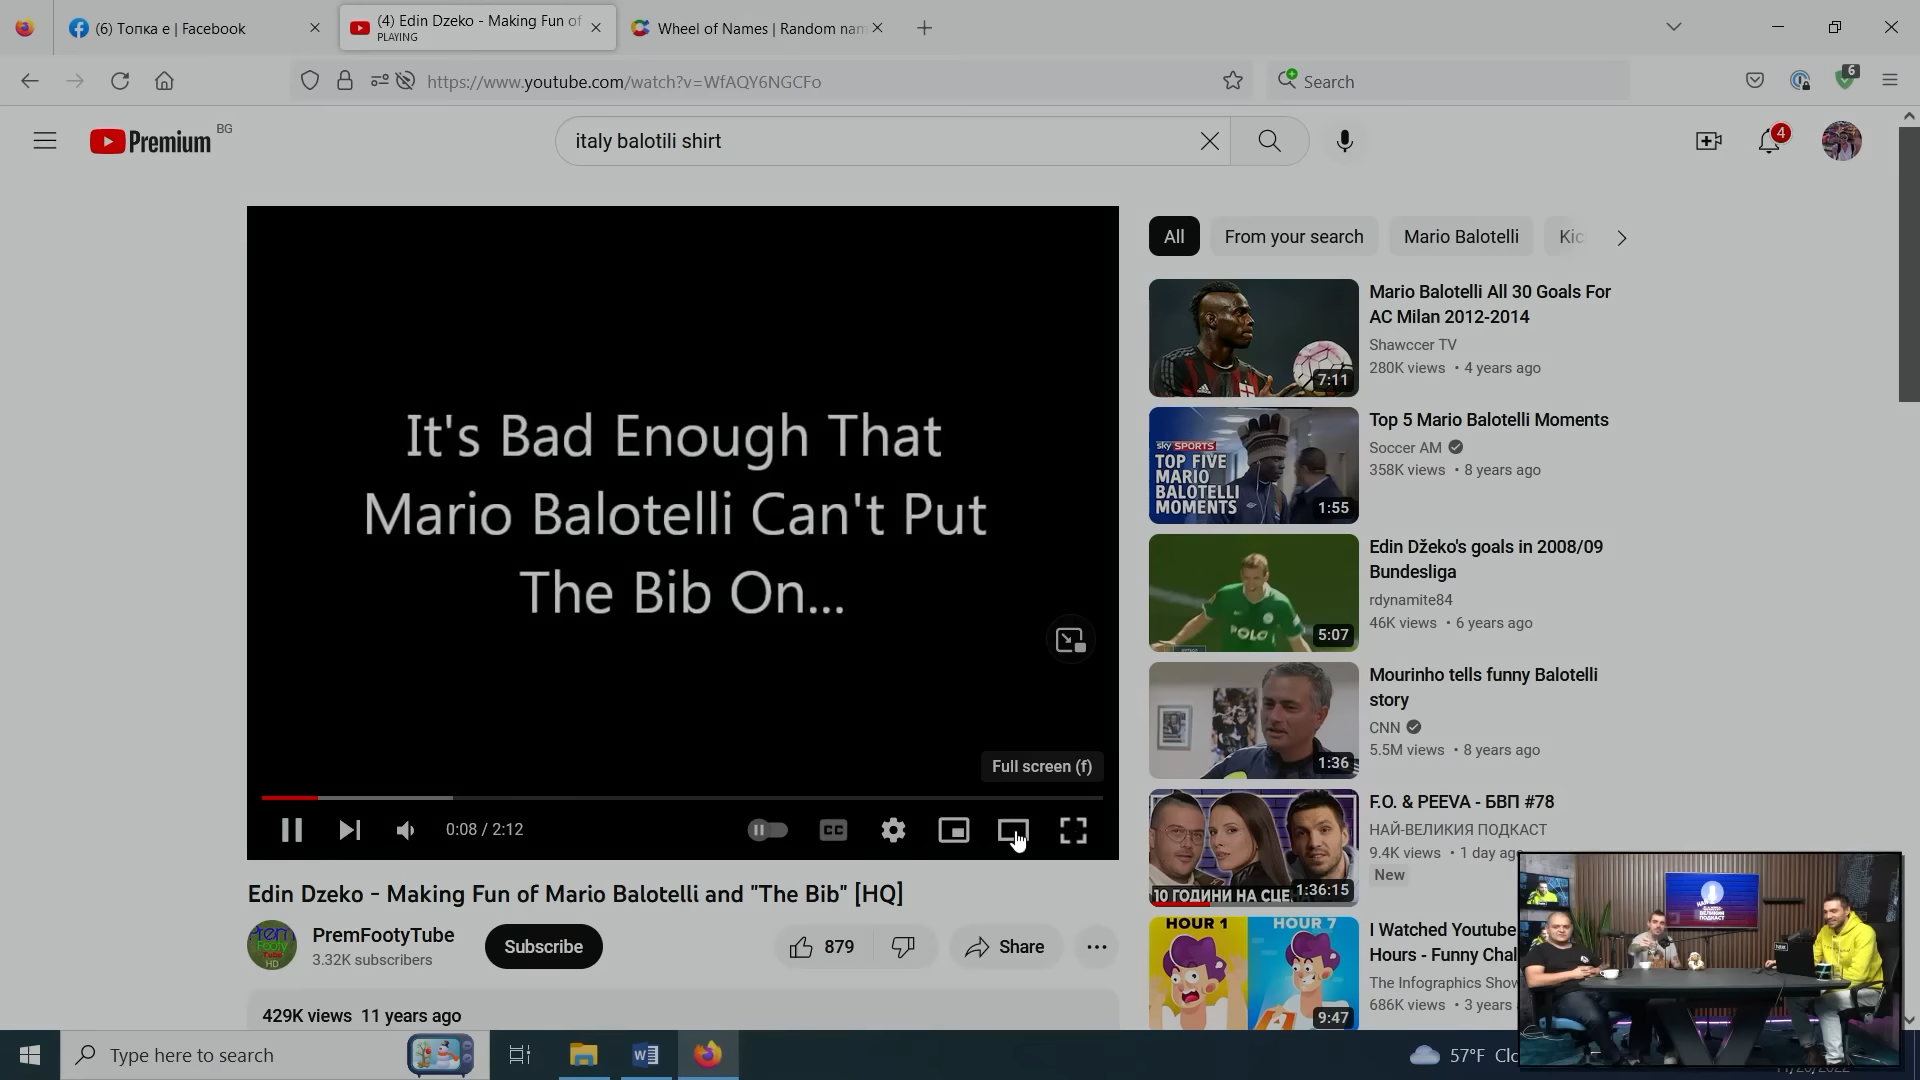 (6) Топка е | Facebook
(4) Edin Dzeko - Making Fun of
PLAYING
Wheel of Names | Random nam
https://www.youtube.com/watch?v=WfAQY6NGCFo
Search
6
Premium
BG
italy balotili shirt
4
It's Bad Enough That
Mario Balotelli Can't Put
The Bib On...
Full screen (f)
0:08 / 2:12
CC
Edin Dzeko - Making Fun of Mario Balotelli and "The Bib" [HQ]
PremFootyTube
3.32K subscribers
Subscribe
879
Share
429K views 11 years ago
All
From your search
Mario Balotelli
Kic
7:11
Mario Balotelli All 30 Goals For
AC Milan 2012-2014
Shawccer TV
280K views • 4 years ago
sky SPORTS
TOP FIVE
MARIO
BALOTELLI
MOMENTS
1:55
Top 5 Mario Balotelli Moments
Soccer AM
358K views • 8 years ago
POLO
5:07
Edin Džeko's goals in 2008/09
Bundesliga
rdynamite84
46K views • 6 years ago
1:36
Mourinho tells funny Balotelli
story
CNN
5.5M views • 8 years ago
10 ГОДИНИ НА СЦЕ
1:36:15
F.O. & PEEVA - БВП #78
НАЙ-ВЕЛИКИЯ ПОДКАСТ
9.4K views • 1 day ago
New
HOUR 1
HOUR 7
9:47
I Watched Youtube
Hours - Funny Chal
The Infographics Show
686K views • 3 years
Type here to search
57°F Clo